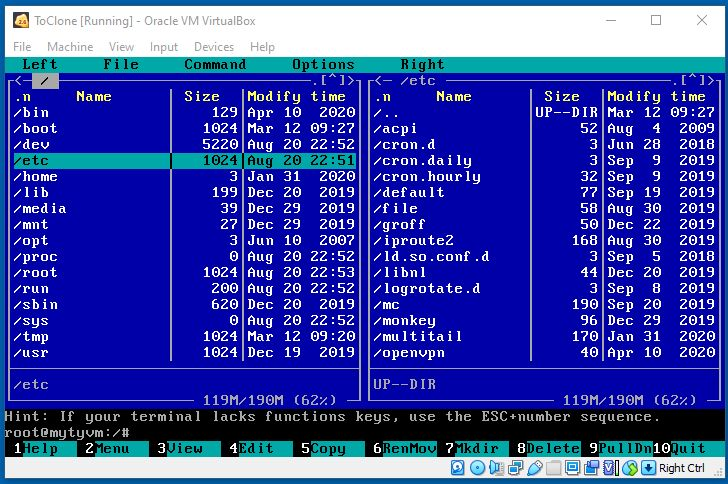 ToClone [Running] - Oracle VM VirtualBox
File Machine View Input Devices Help
Left File Command Options Right
<─ / .[^]> <─ /etc .[^]>
.n Name Size Modify time .n Name Size Modify time
/bin 129 Apr 10 2020 /.. UP--DIR Mar 12 09:27
/boot 1024 Mar 12 09:27 /acpi 52 Aug 4 2009
/dev 5220 Aug 20 22:52 /cron.d 3 Jun 28 2018
/etc 1024 Aug 20 22:51 /cron.daily 3 Sep 9 2019
/home 3 Jan 31 2020 /cron.hourly 32 Sep 9 2019
/lib 199 Dec 20 2019 /default 77 Sep 19 2019
/media 39 Dec 29 2019 /file 58 Aug 30 2019
/mnt 27 Dec 29 2019 /groff 50 Dec 22 2019
/opt 3 Jun 10 2007 /iproute2 168 Aug 30 2019
/proc 0 Aug 20 22:52 /ld.so.conf.d 3 Sep 5 2018
/root 1024 Aug 20 22:53 /libnl 44 Dec 20 2019
/run 200 Aug 20 22:52 /logrotate.d 3 Sep 8 2019
/sbin 620 Dec 20 2019 /mc 190 Sep 20 2019
/sys 0 Aug 20 22:52 /monkey 96 Dec 29 2019
/tmp 1024 Mar 12 09:20 /multitail 170 Jan 31 2020
/usr 1024 Dec 19 2019 /openvpn 40 Apr 10 2020
/etc UP--DIR
119M/190M (62%) 119M/190M (62%)
Hint: If your terminal lacks functions keys, use the ESC+number sequence.
root@mytyvm:/#
1Help 2Menu 3View 4Edit 5Copy 6RenMov 7Mkdir 8Delete 9PullDn 10Quit
Right Ctrl